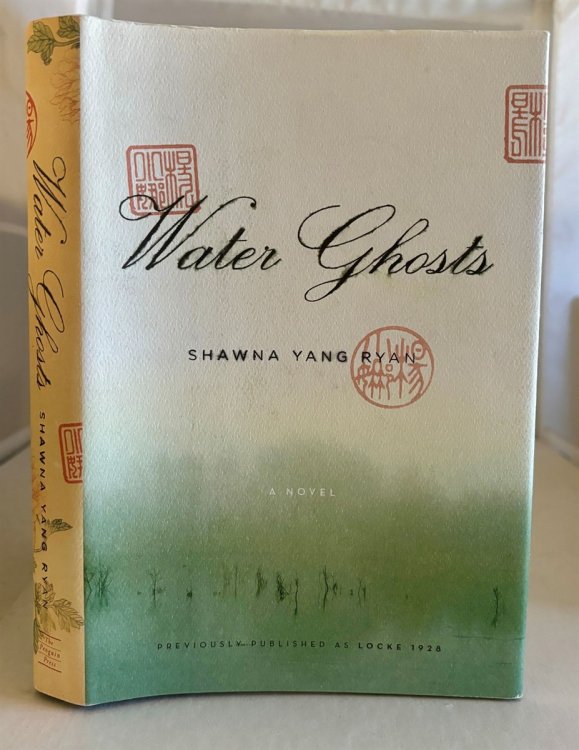 Water Ghosts
SHAWNA YANG RYAN
The
Penguin
Press
Water Ghosts
SHAWNA YANG RYAN
A NOVEL
PREVIOUSLY PUBLISHED AS LOCKE 1928